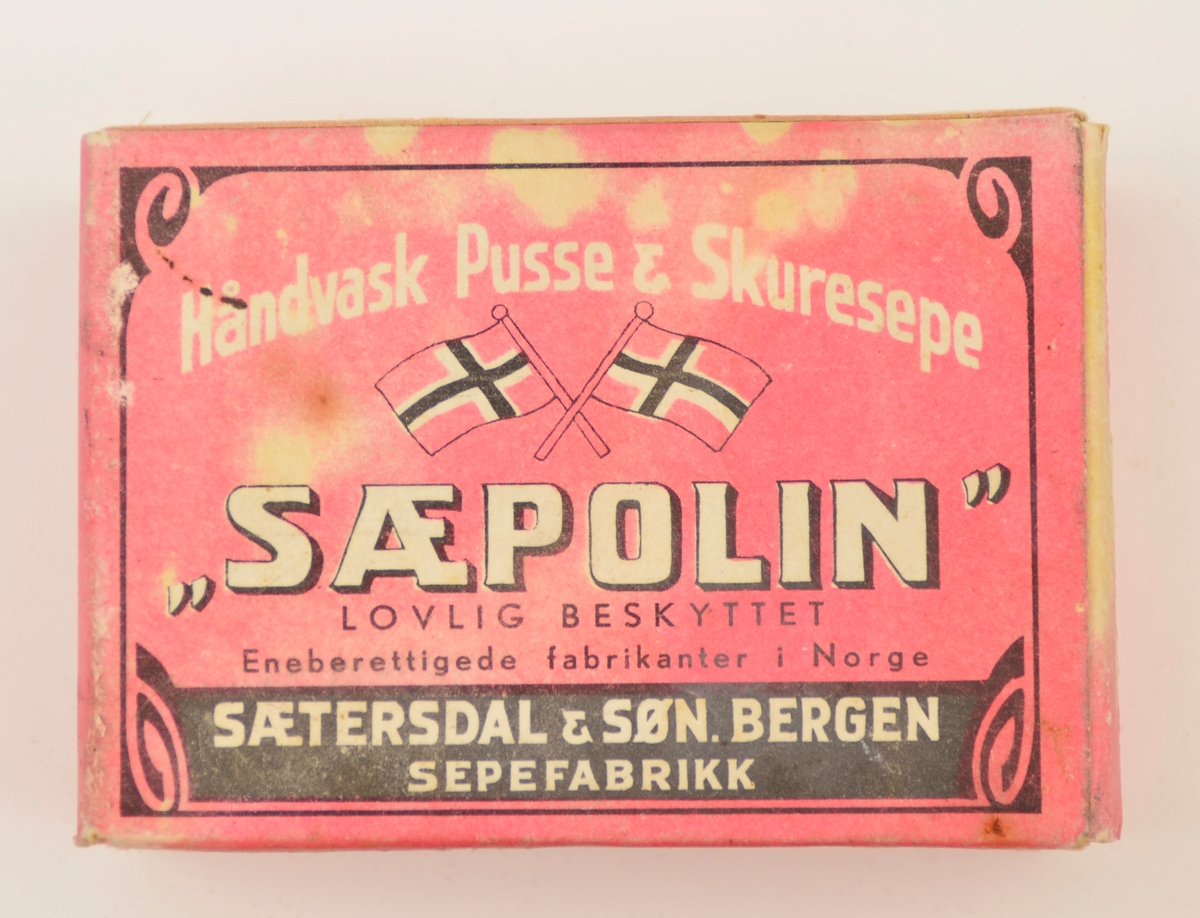 Håndvask Pusse & Skuresepe
„SÆPOLIN”
LOVLIG BESKYTTET
Eneberettigede fabrikanter i Norge
SÆTERSDAL & SØN. BERGEN
SEPEFABRIKK